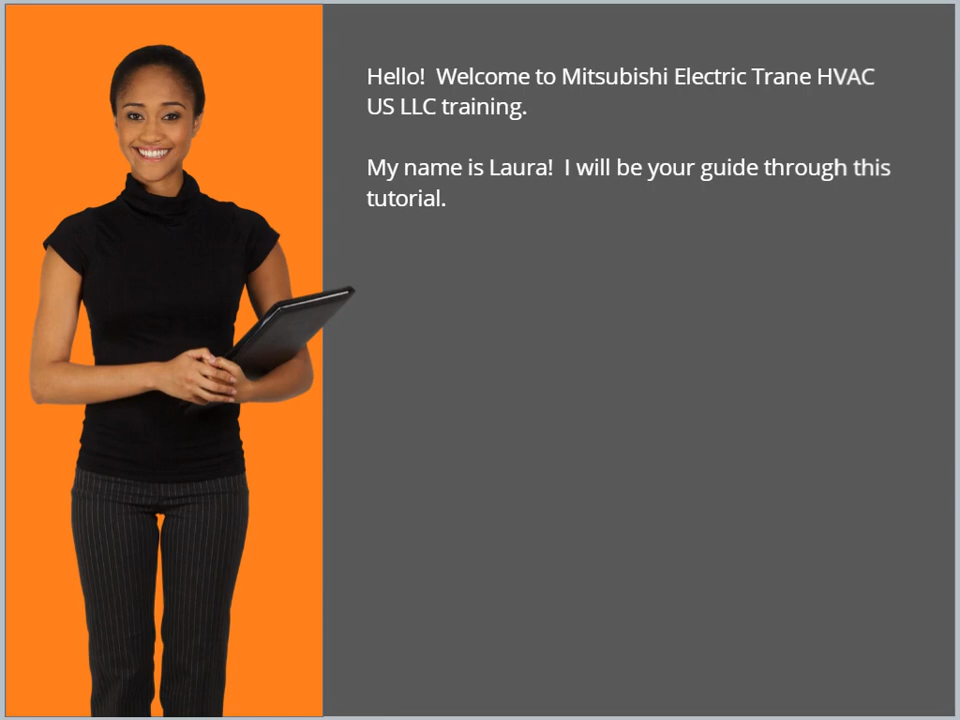 Hello!  Welcome to Mitsubishi Electric Trane HVAC
US LLC training.
My name is Laura!  I will be your guide through this
tutorial.